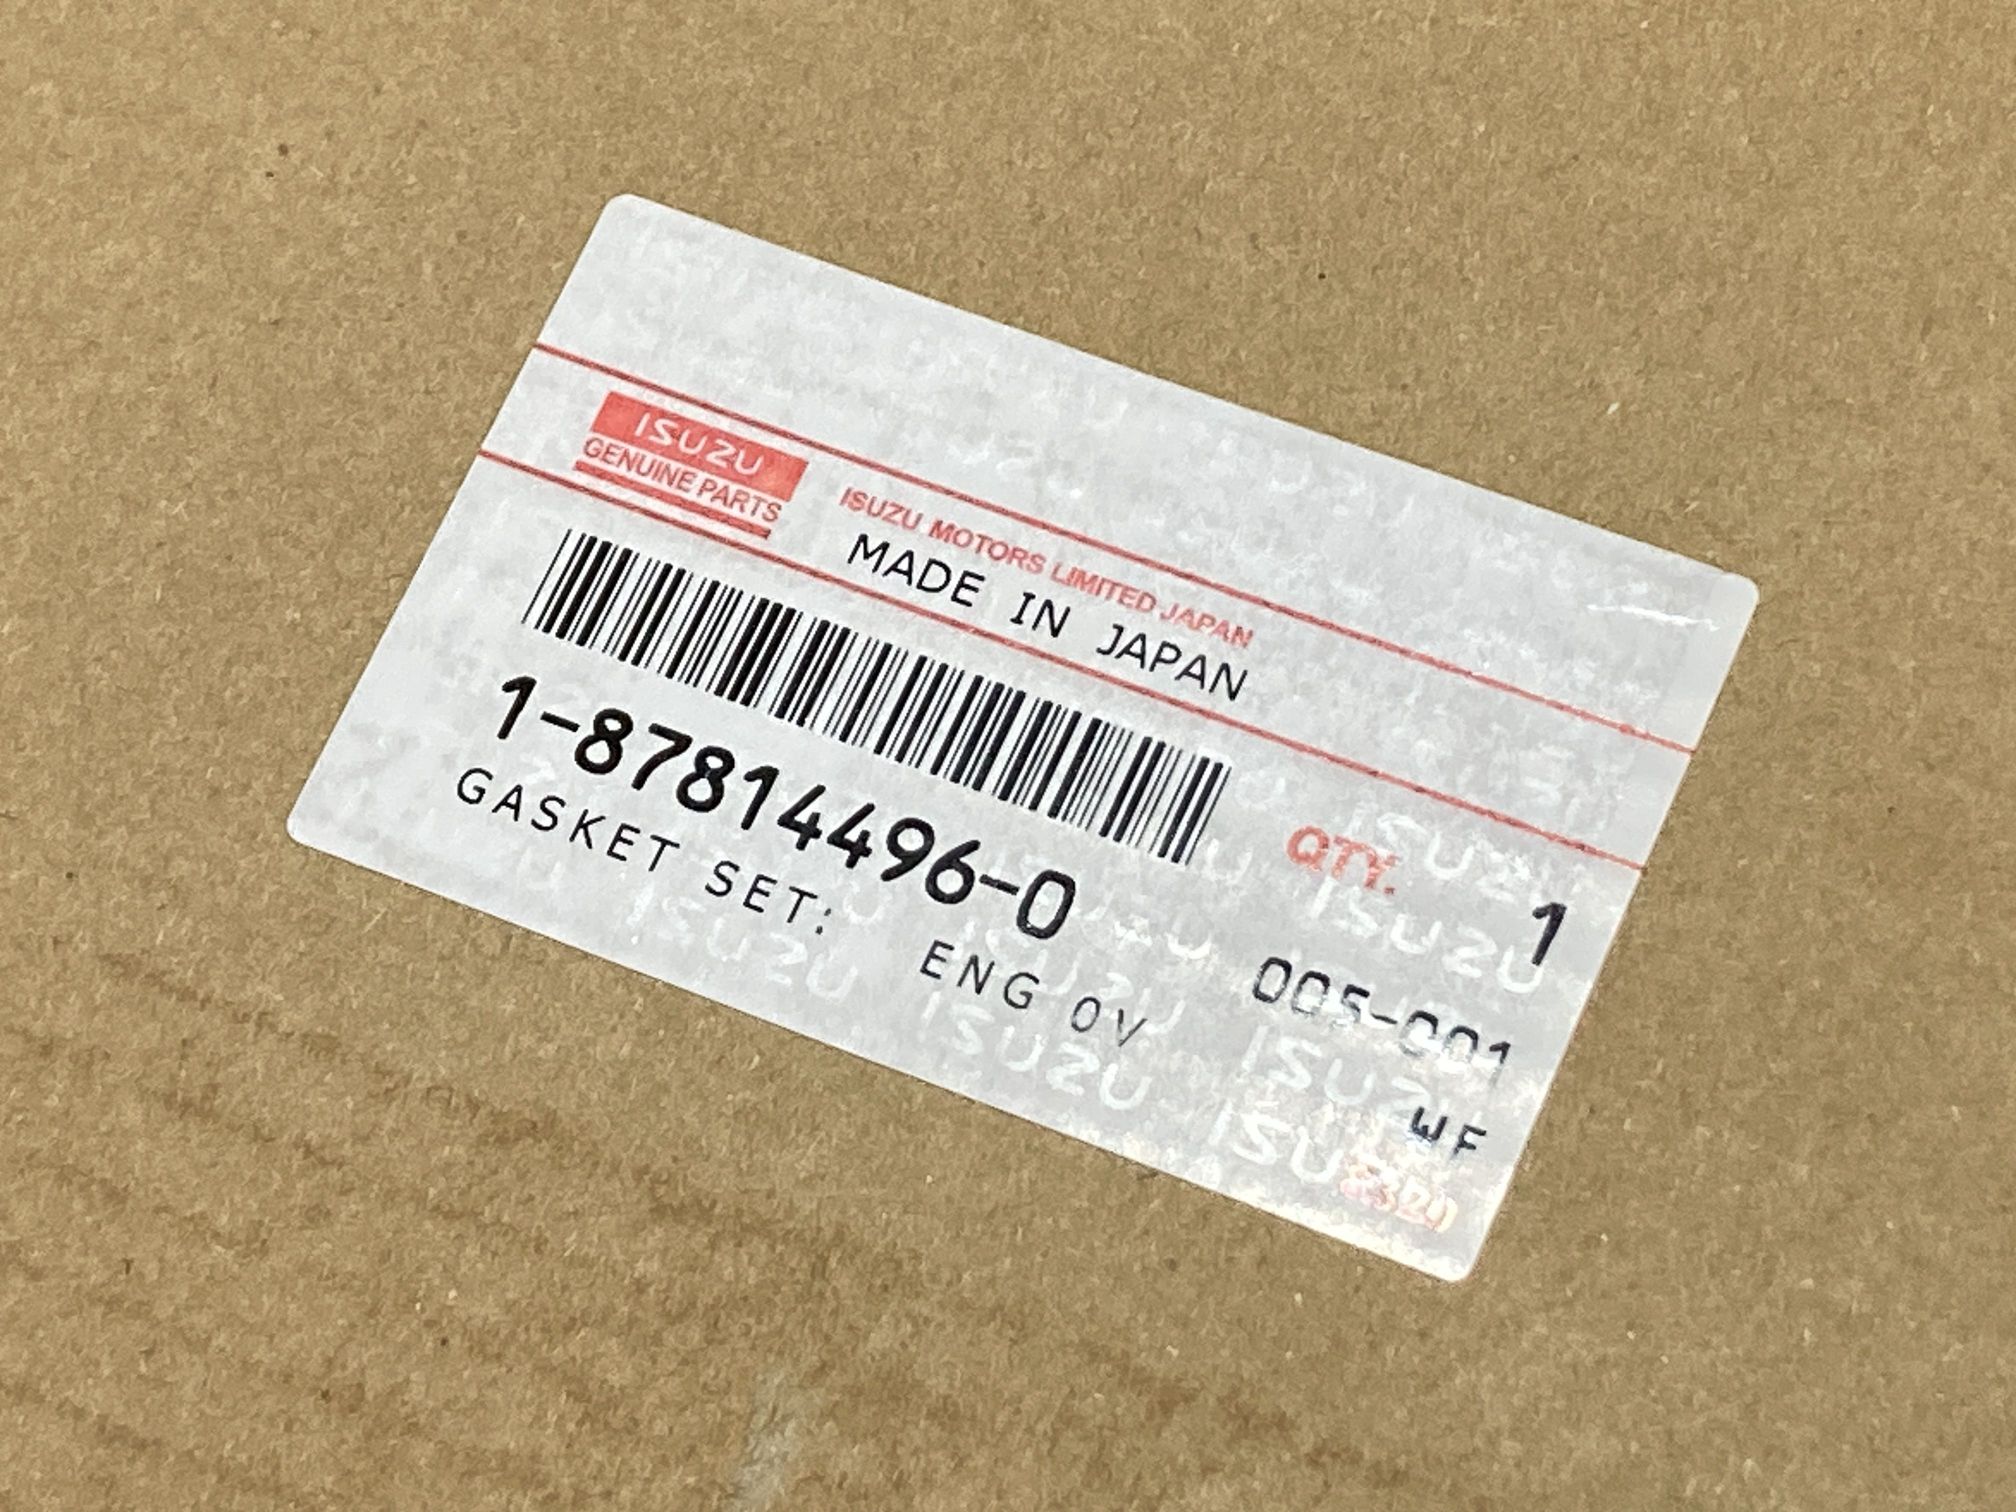 ISUZU
GENUINE PARTS
ISUZU MOTORS LIMITED JAPAN
MADE IN JAPAN
1-87814496-0
QTY. 1
GASKET SET: ENG OV
005-001
WF